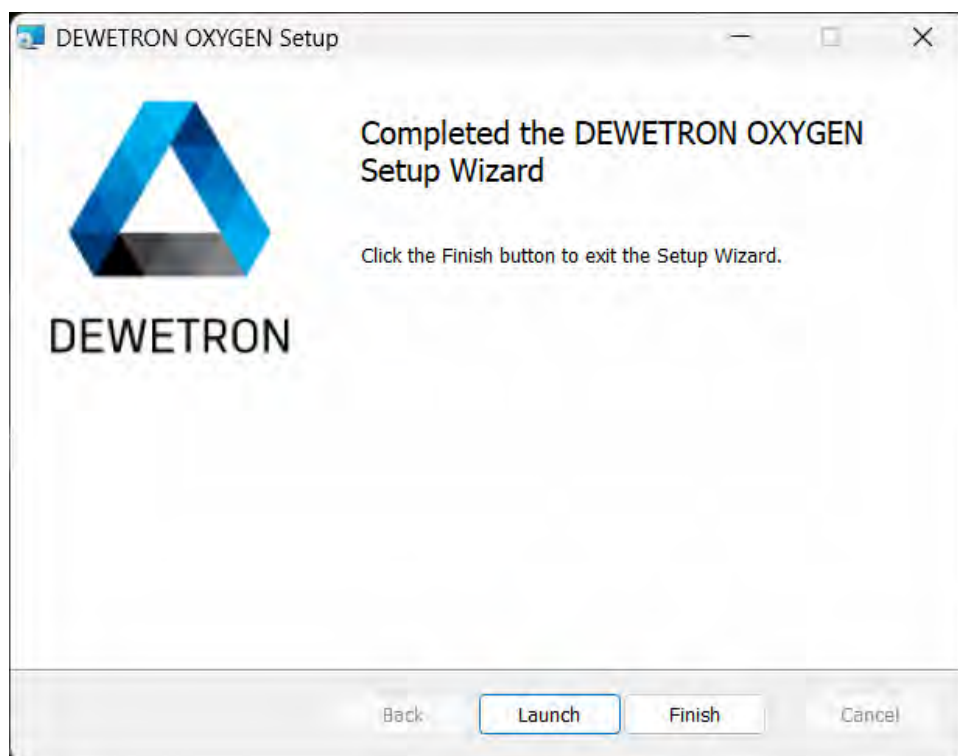 DEWETRON OXYGEN Setup
Completed the DEWETRON OXYGEN
Setup Wizard
Click the Finish button to exit the Setup Wizard.
DEWETRON
Back
Launch
Finish
Cancel